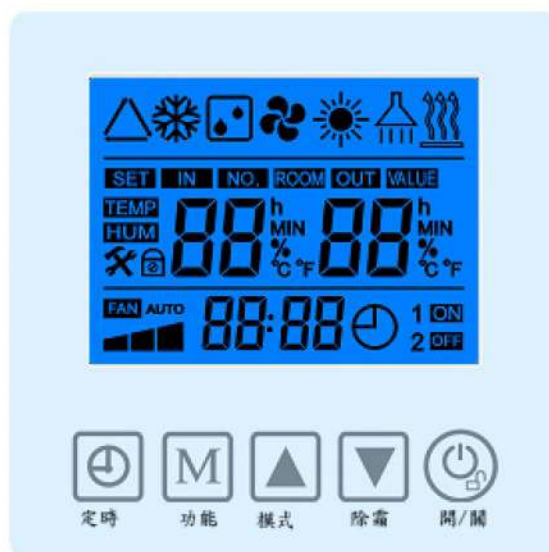 SET IN NO. ROOM OUT VALUE
TEMP 88 h 88 h
HUM MIN MIN
% %
℃ ℉ ℃ ℉
FAN AUTO 88:88 1 ON
2 OFF
M
定時 功能 模式 除霜 開/關